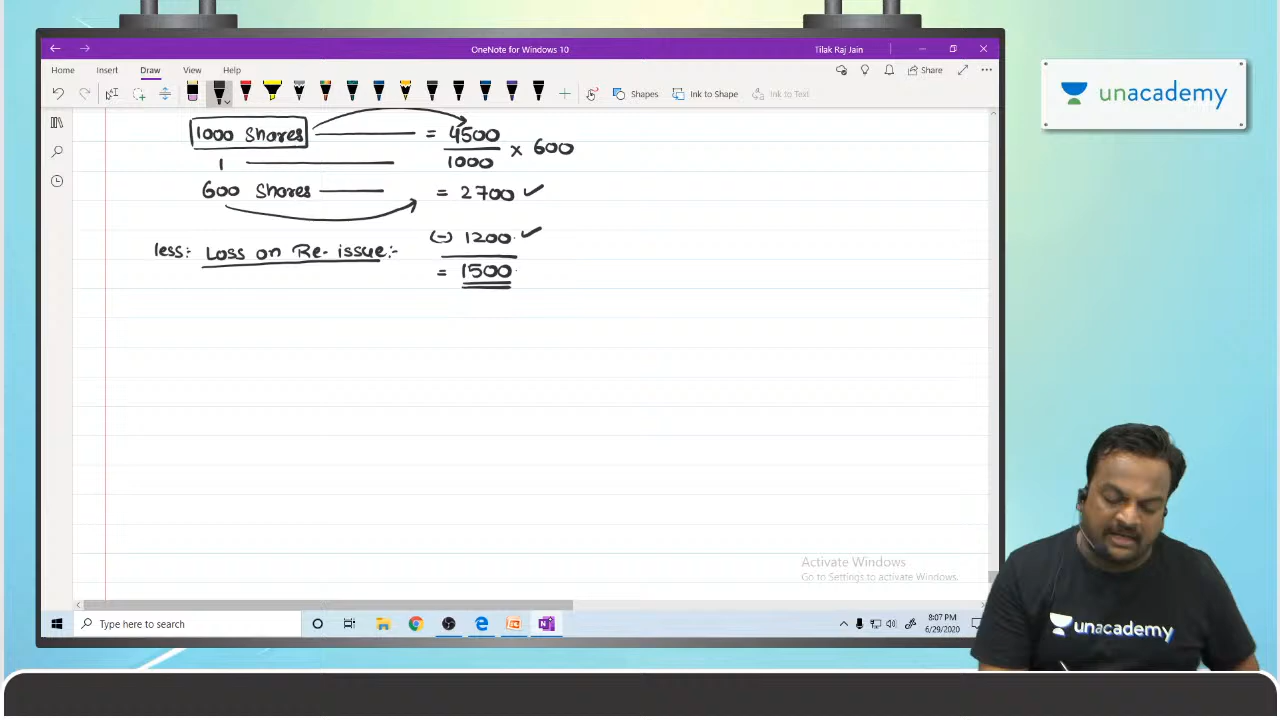 OneNote for Windows 10
Tilak Raj Jain
Home Insert Draw View Help
Share
Shapes
Ink to Shape
Ink to Text
unacademy
1000 Shares = 4500/1000 × 600
1
600 Shares = 2700 ✓
less: Loss on Re-issue:- (-) 1200 ✓
= 1500
Activate Windows
Go to Settings to activate Windows.
Type here to search
8:07 PM
6/29/2020
unacademy